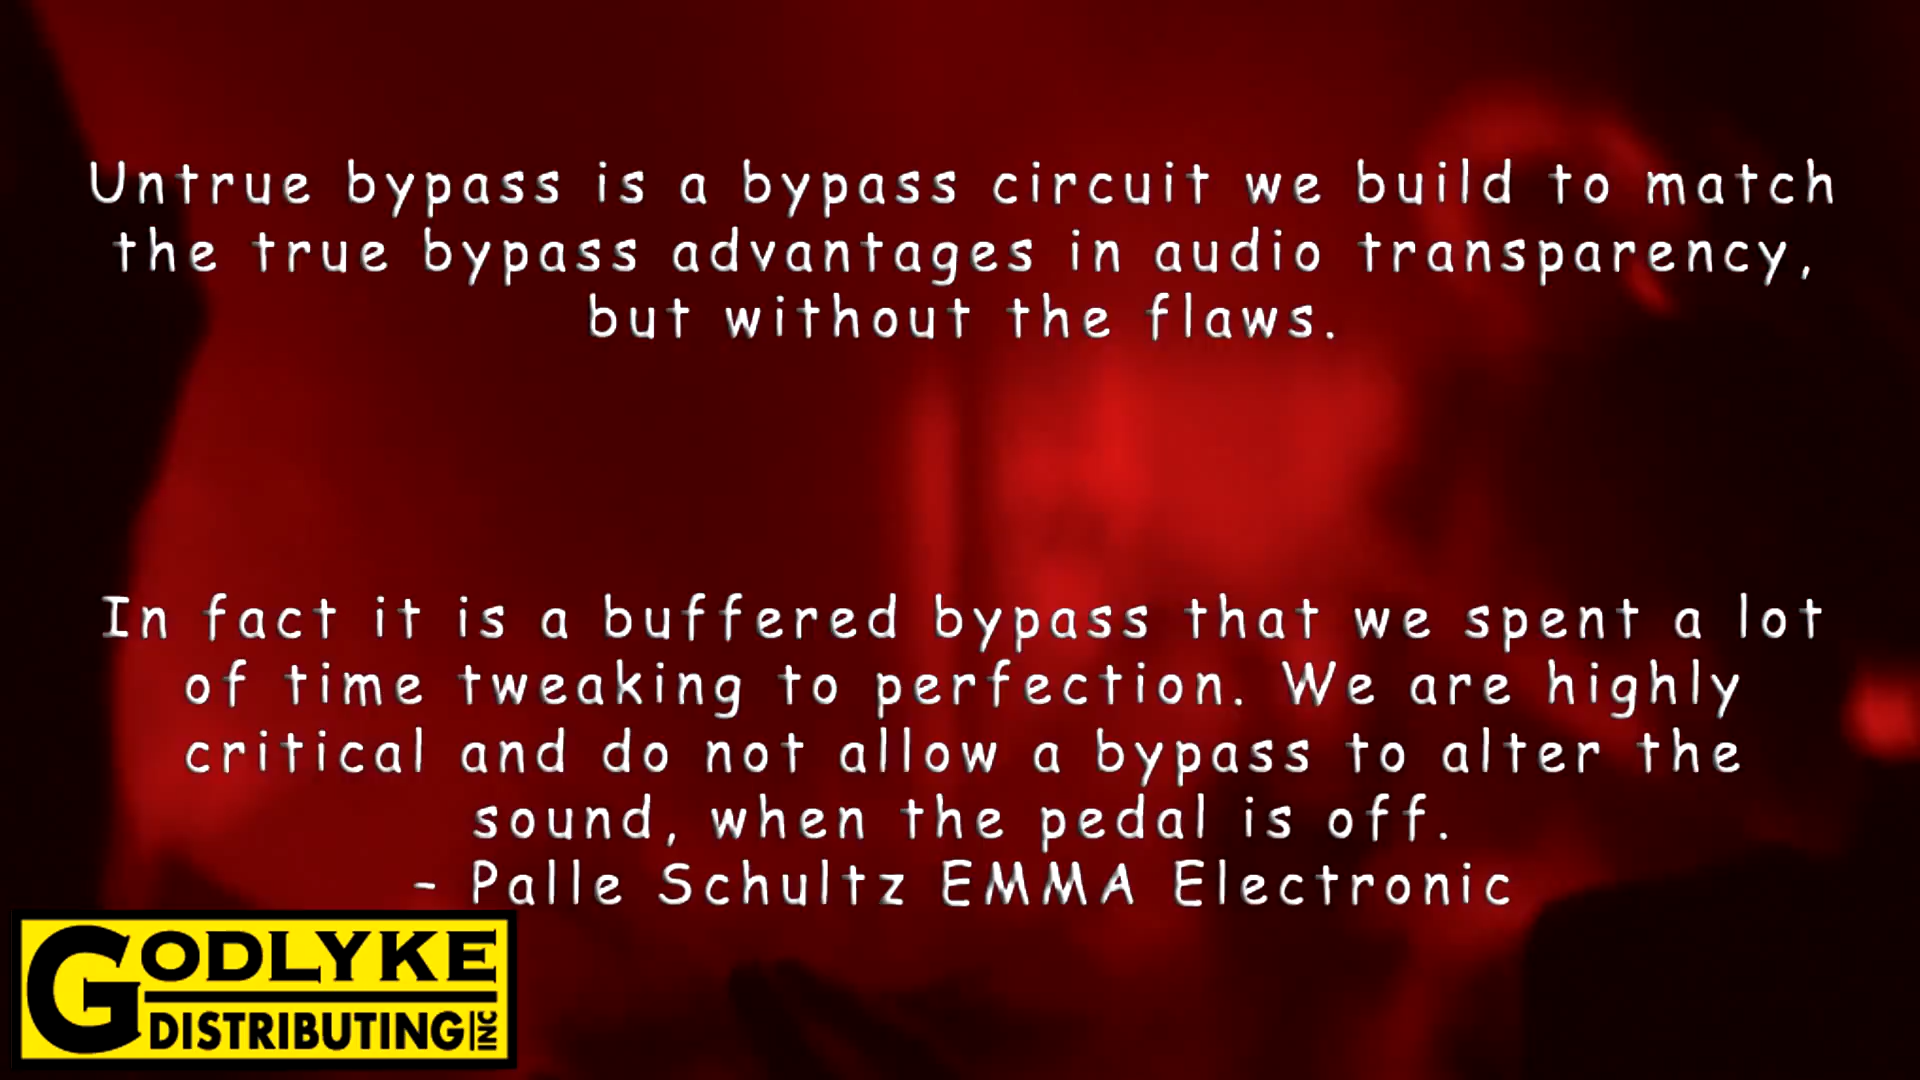 Untrue bypass is a bypass circuit we build to match
the true bypass advantages in audio transparency,
but without the flaws.
In fact it is a buffered bypass that we spent a lot
of time tweaking to perfection. We are highly
critical and do not allow a bypass to alter the
sound, when the pedal is off.
- Palle Schultz EMMA Electronic
GODLYKE
DISTRIBUTING INC